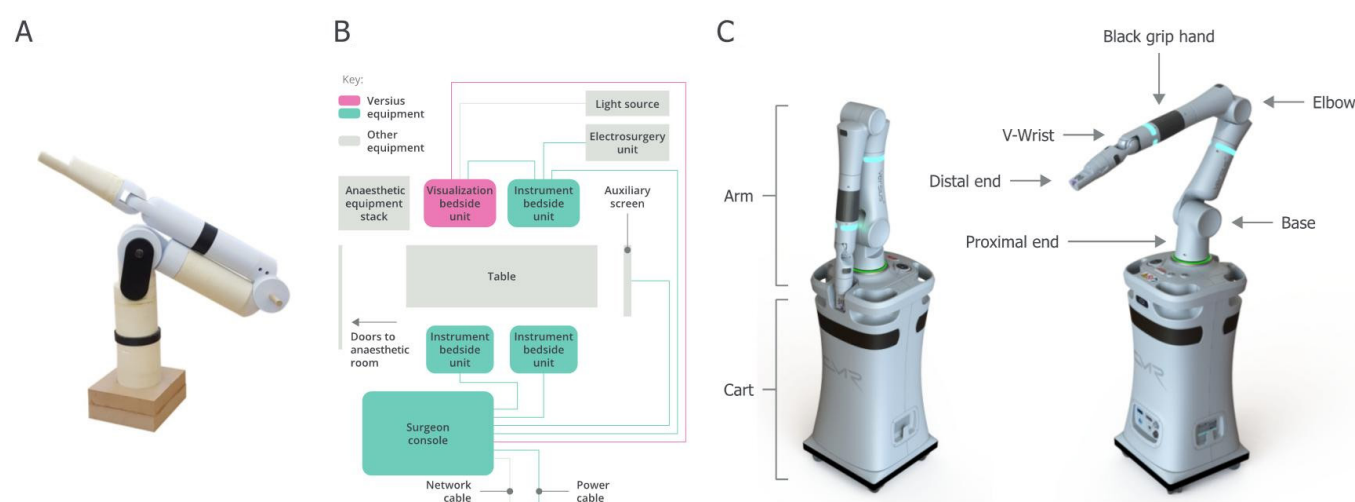 A
B
Key:
Versius
equipment
Other
equipment
Light source
Electrosurgery
unit
Anaesthetic
equipment
stack
Visualization
bedside
unit
Instrument
bedside
unit
Auxiliary
screen
Table
Doors to
anaesthetic
room
Instrument
bedside
unit
Instrument
bedside
unit
Surgeon
console
Network
cable
Power
cable
C
Black grip hand
Elbow
V-Wrist
Distal end
Arm
Base
Proximal end
Cart
CMR